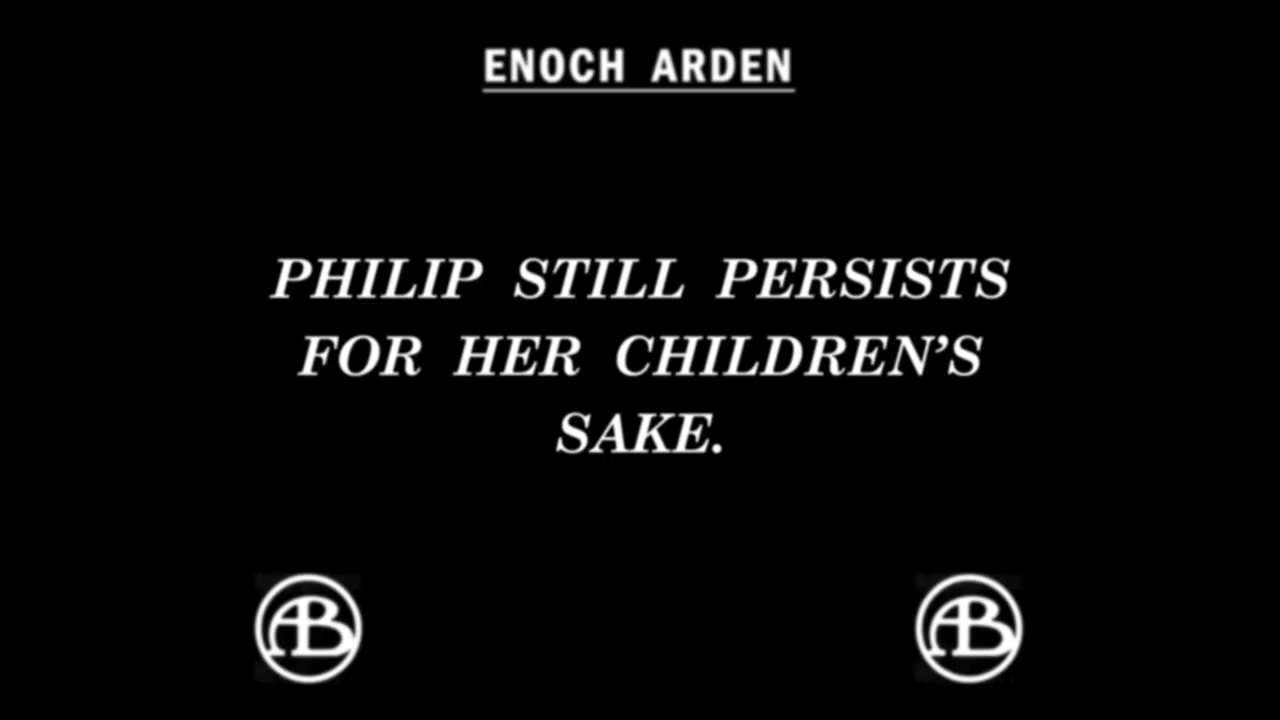 ENOCH ARDEN
PHILIP STILL PERSISTS
FOR HER CHILDREN’S
SAKE.
AB AB